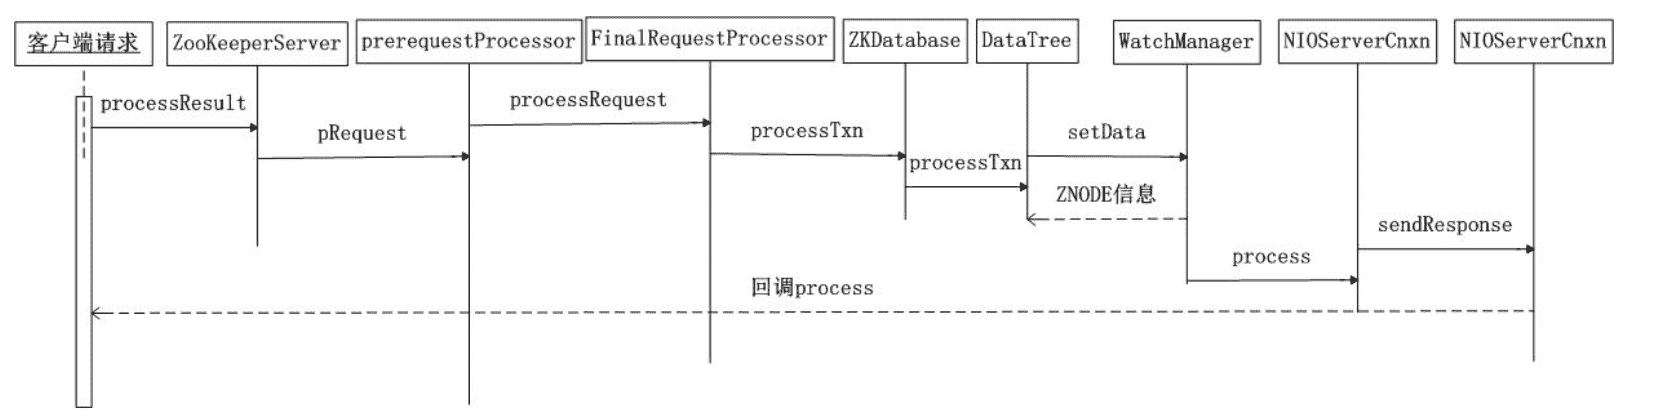 客户端请求
ZooKeeperServer
prerequestProcessor
FinalRequestProcessor
ZKDatabase
DataTree
WatchManager
NIOServerCnxn
NIOServerCnxn
processResult
pRequest
processRequest
processTxn
processTxn
setData
ZNODE信息
sendResponse
process
回调process